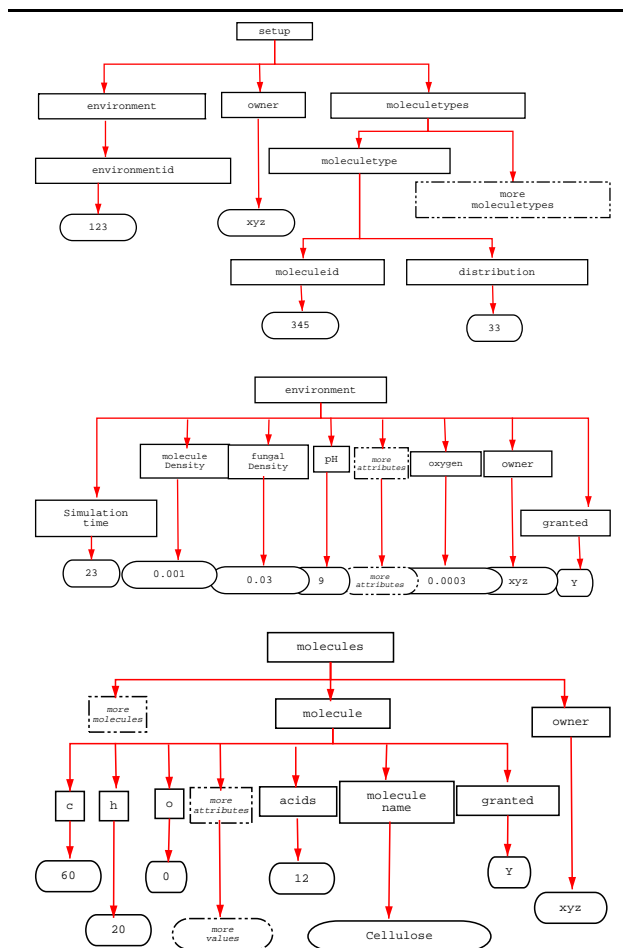 setup
environment
owner
moleculetypes
environmentid
moleculetype
more
moleculetypes
123
xyz
moleculeid
distribution
345
33
environment
molecule
Density
fungal
Density
pH
more
attributes
oxygen
owner
Simulation
time
granted
23
0.001
0.03
9
more
attributes
0.0003
xyz
Y
molecules
more
molecules
molecule
owner
c
h
o
more
attributes
acids
molecule
name
granted
60
0
12
Y
20
more
values
Cellulose
xyz